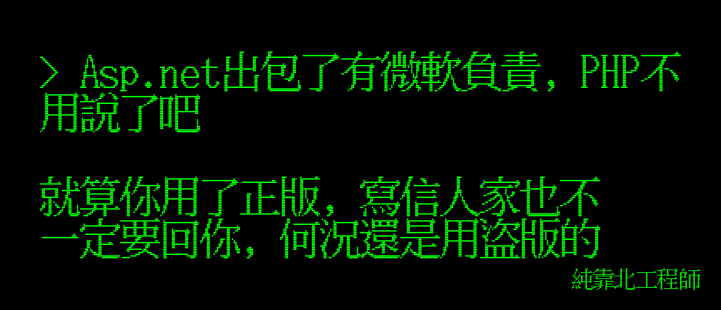 > Asp.net出包了有微軟負責, PHP不
用說了吧
就算你用了正版, 寫信人家也不
一定要回你, 何況還是用盜版的
純靠北工程師